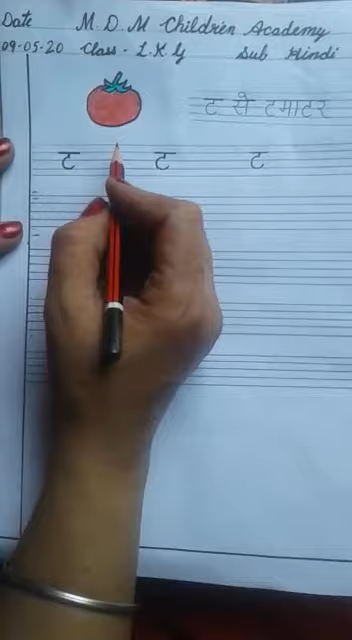 Date M. D. M Children Academy
09-05-20 Class - L.K.G Sub Hindi
ट से टमाटर
ट ट ट